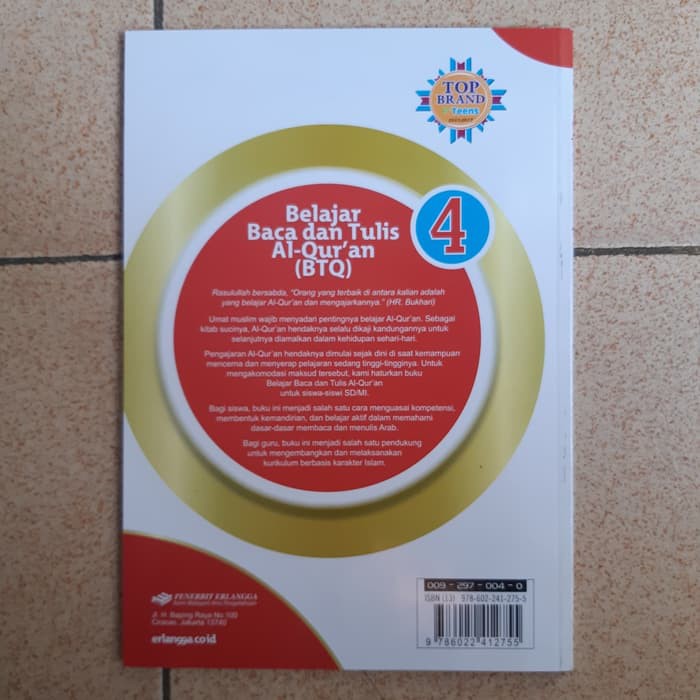 TOP
BRAND
Teens
Belajar
Baca dan Tulis
Al-Qur'an
(BTQ)
4
Rasulullah bersabda, "Orang yang terbaik di antara kalian adalah
yang belajar Al-Qur'an dan mengajarkannya." (HR. Bukhari)
Umat muslim wajib menyadari pentingnya belajar Al-Qur'an. Sebagai
kitab sucinya, Al-Qur'an hendaknya selalu dikaji kandungannya untuk
selanjutnya diamalkan dalam kehidupan sehari-hari.
Pengajaran Al-Qur'an hendaknya dimulai sejak dini di saat kemampuan
mencerna dan menyerap pelajaran sedang tinggi-tingginya. Untuk
mengakomodasi maksud tersebut, kami haturkan buku
Belajar Baca dan Tulis Al-Qur'an
untuk siswa-siswi SD/MI.
Bagi siswa, buku ini menjadi salah satu cara menguasai kompetensi,
membentuk kemandirian, dan belajar aktif dalam memahami
dasar-dasar membaca dan menulis Arab.
Bagi guru, buku ini menjadi salah satu pendukung
untuk mengembangkan dan melaksanakan
kurikulum berbasis karakter Islam.
009 - 297 - 004 - 0
ISBN (13) 978-602-241-275-5
9 786022 412755
PENERBIT ERLANGGA
Kami Melayani Ilmu Pengetahuan
Jl. H. Baping Raya No.100
Ciracas, Jakarta 13740
erlangga.co.id